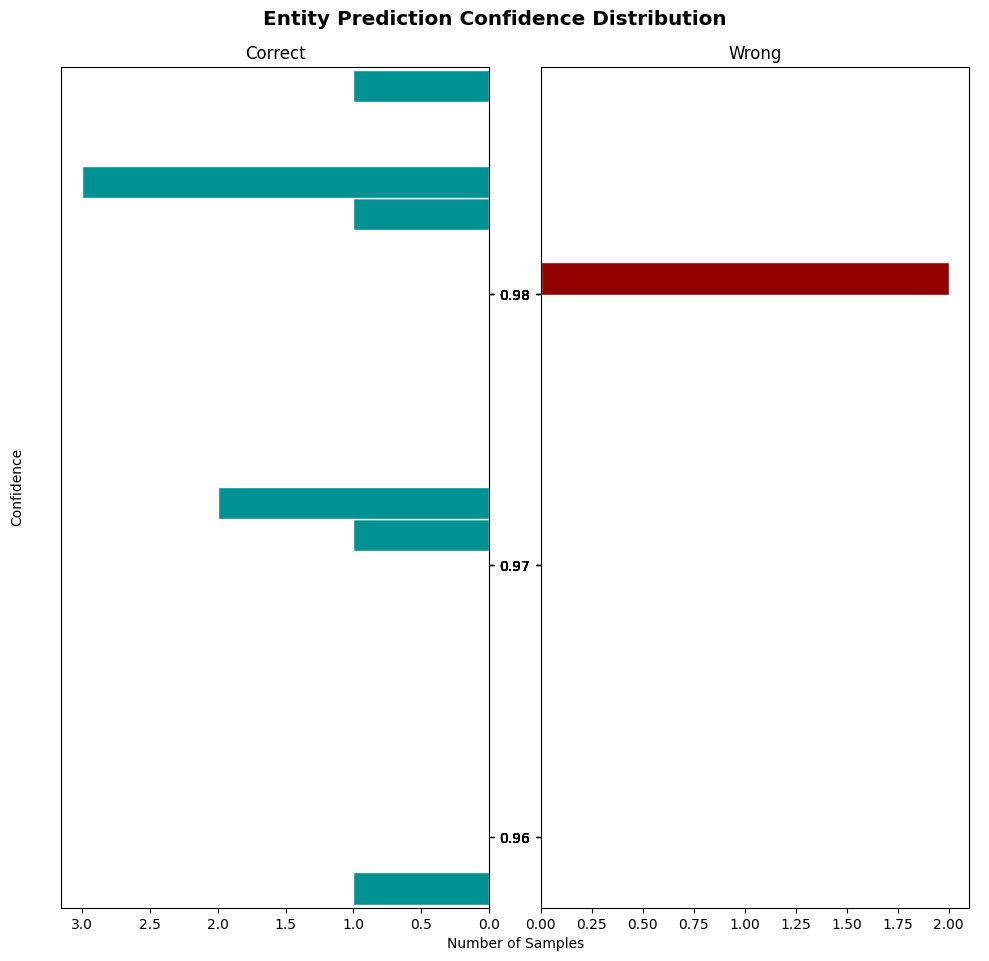 Entity Prediction Confidence Distribution
Correct
Wrong
0.98
0.97
0.96
Confidence
3.0 2.5 2.0 1.5 1.0 0.5 0.0
0.00 0.25 0.50 0.75 1.00 1.25 1.50 1.75 2.00
Number of Samples